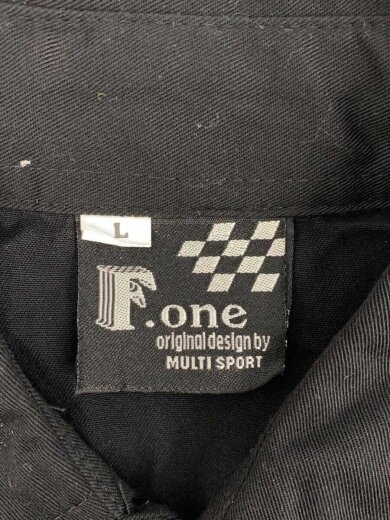 L
F.one
original design by
MULTI SPORT